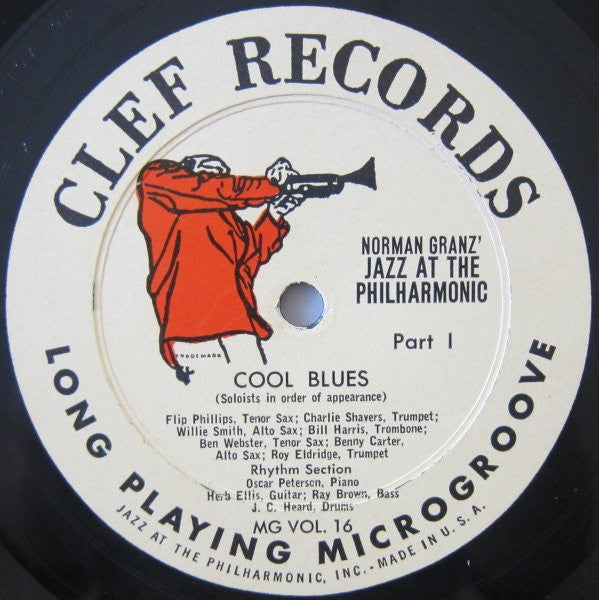 CLEF RECORDS
NORMAN GRANZ'
JAZZ AT THE
PHILHARMONIC
Part I
TRADEMARK
COOL BLUES
(Soloists in order of appearance)
Flip Phillips, Tenor Sax; Charlie Shavers, Trumpet;
Willie Smith, Alto Sax; Bill Harris, Trombone;
Ben Webster, Tenor Sax; Benny Carter,
Alto Sax; Roy Eldridge, Trumpet
Rhythm Section
Oscar Peterson, Piano
Herb Ellis, Guitar; Ray Brown, Bass
J. C. Heard, Drums
MG VOL. 16
LONG PLAYING MICROGROOVE
JAZZ AT THE PHILHARMONIC, INC.-MADE IN U.S.A.